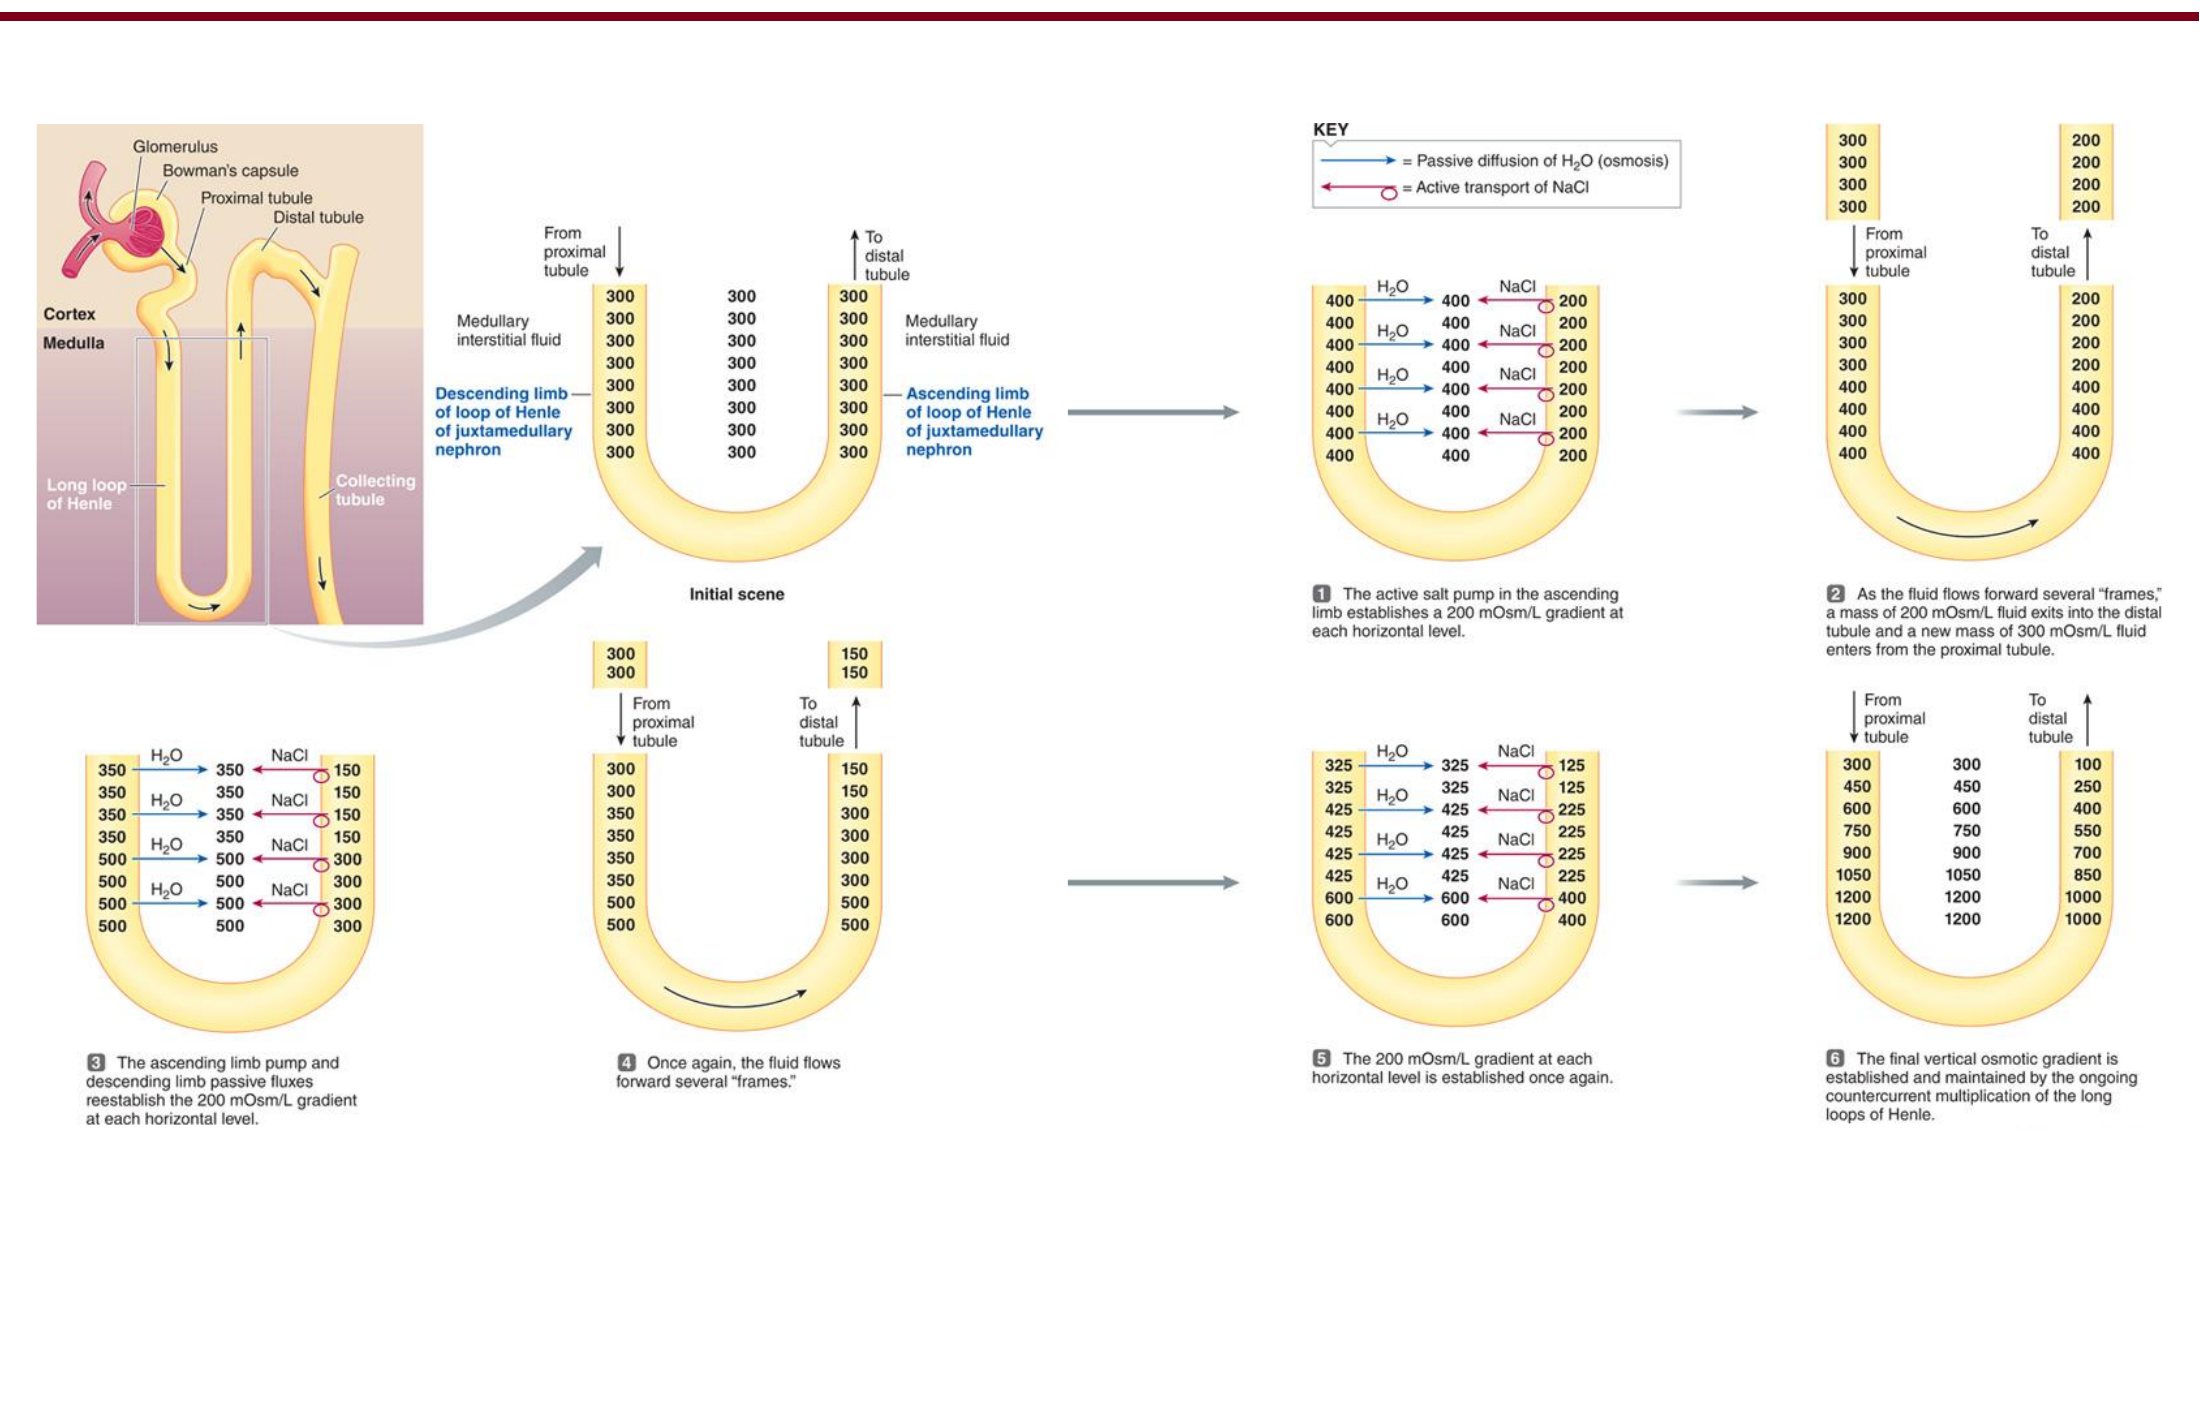 Glomerulus
Bowman's capsule
Proximal tubule
Distal tubule
Cortex
Medulla
Long loop
of Henle
Collecting
tubule
From
proximal
tubule
To
distal
tubule
Medullary
interstitial fluid
Medullary
interstitial fluid
Descending limb
of loop of Henle
of juxtamedullary
nephron
Ascending limb
of loop of Henle
of juxtamedullary
nephron
300 300 300
300 300 300
300 300 300
300 300 300
300 300 300
300 300 300
300 300 300
300 300 300
Initial scene
KEY
= Passive diffusion of H₂O (osmosis)
= Active transport of NaCl
H₂O NaCl
400 400 200
400 400 200
H₂O NaCl
400 400 200
400 400 200
H₂O NaCl
400 400 200
400 400 200
H₂O NaCl
400 400 200
400 400 200
1 The active salt pump in the ascending
limb establishes a 200 mOsm/L gradient at
each horizontal level.
300 200
300 200
300 200
300 200
From
proximal
tubule
To
distal
tubule
300 200
300 200
300 200
300 200
400 400
400 400
400 400
400 400
2 As the fluid flows forward several “frames,”
a mass of 200 mOsm/L fluid exits into the distal
tubule and a new mass of 300 mOsm/L fluid
enters from the proximal tubule.
H₂O NaCl
350 350 150
350 350 150
H₂O NaCl
350 350 150
350 350 150
H₂O NaCl
500 500 300
500 500 300
H₂O NaCl
500 500 300
500 500 300
3 The ascending limb pump and
descending limb passive fluxes
reestablish the 200 mOsm/L gradient
at each horizontal level.
300 150
300 150
From
proximal
tubule
To
distal
tubule
300 150
300 150
350 300
350 300
350 300
350 300
500 500
500 500
4 Once again, the fluid flows
forward several “frames.”
H₂O NaCl
325 325 125
325 325 125
H₂O NaCl
425 425 225
425 425 225
H₂O NaCl
425 425 225
425 425 225
H₂O NaCl
600 600 400
600 600 400
5 The 200 mOsm/L gradient at each
horizontal level is established once again.
From
proximal
tubule
To
distal
tubule
300 300 100
450 450 250
600 600 400
750 750 550
900 900 700
1050 1050 850
1200 1200 1000
1200 1200 1000
6 The final vertical osmotic gradient is
established and maintained by the ongoing
countercurrent multiplication of the long
loops of Henle.